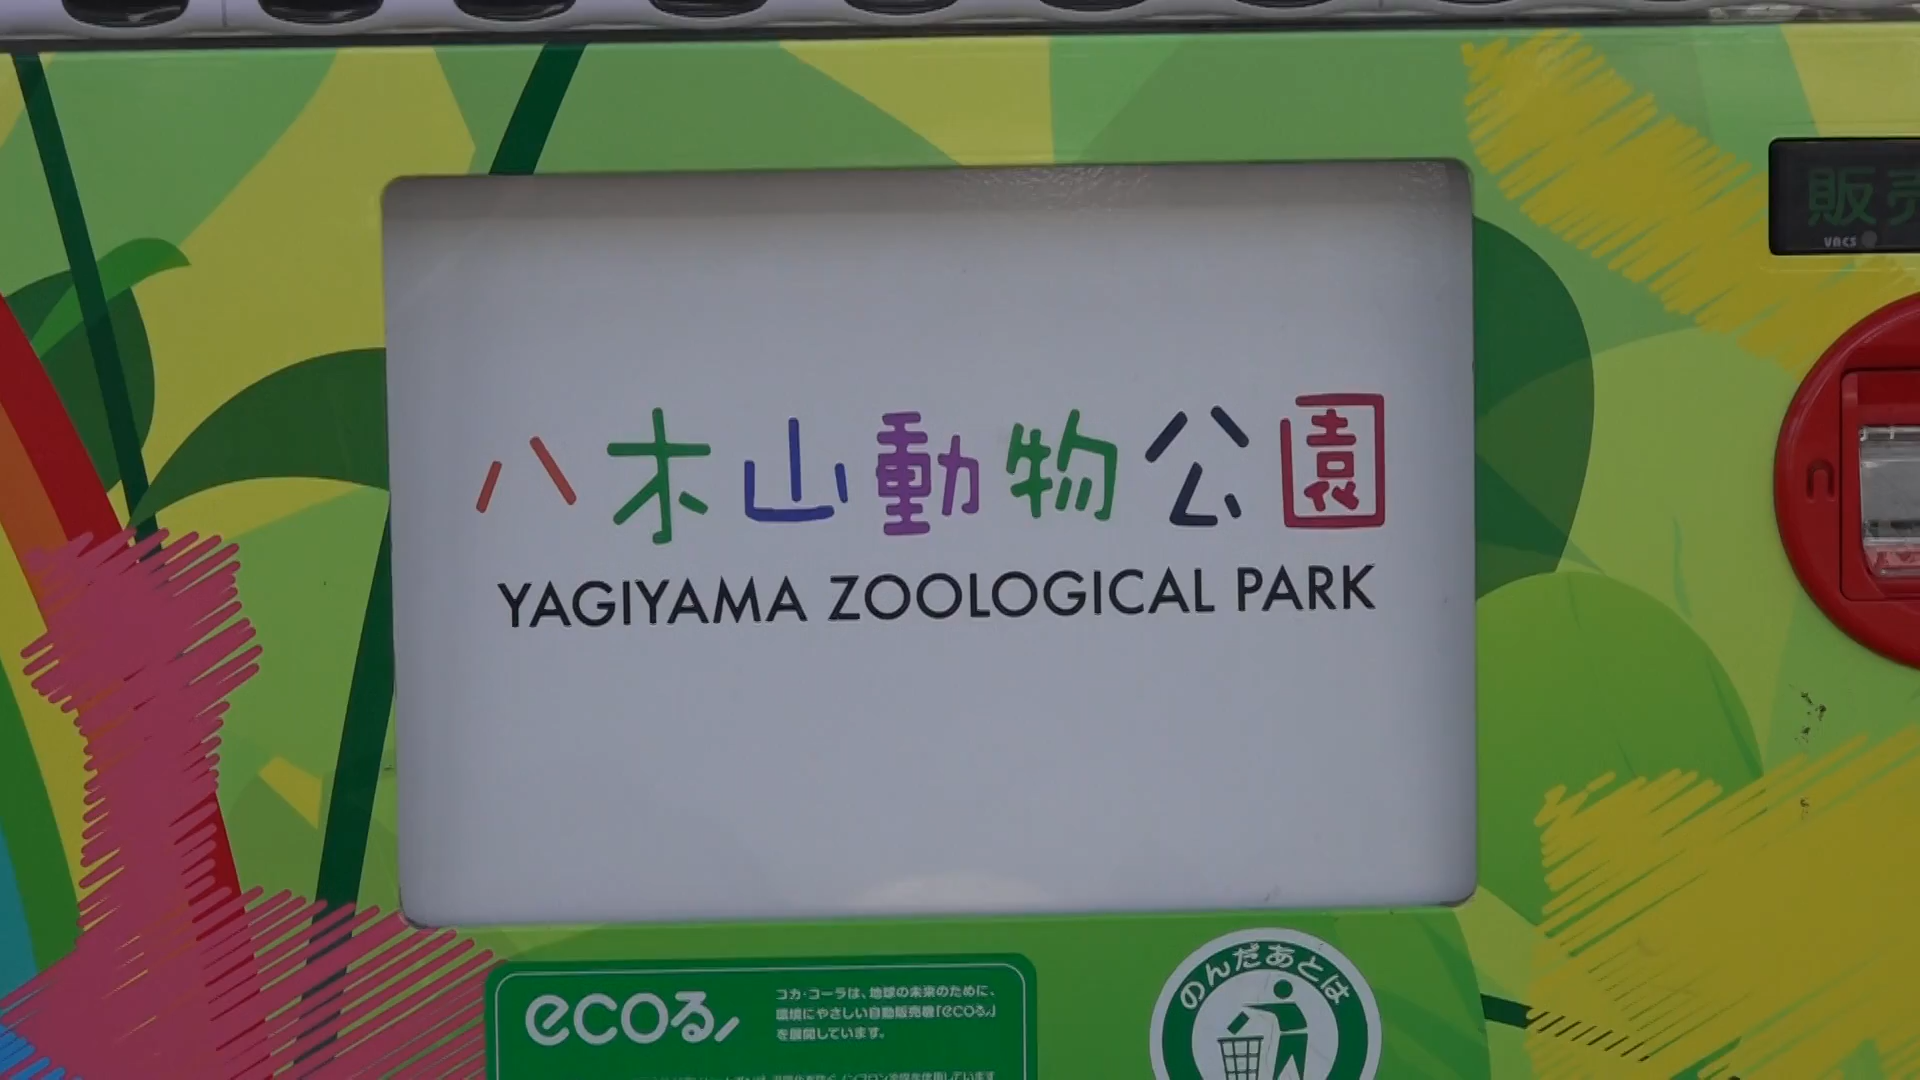 販売
VACS
八木山動物公園
YAGIYAMA ZOOLOGICAL PARK
ecoる
コカ・コーラは、地球の未来のために、
環境にやさしい自動販売機「ecoる」
を展開しています。
のんだあとは